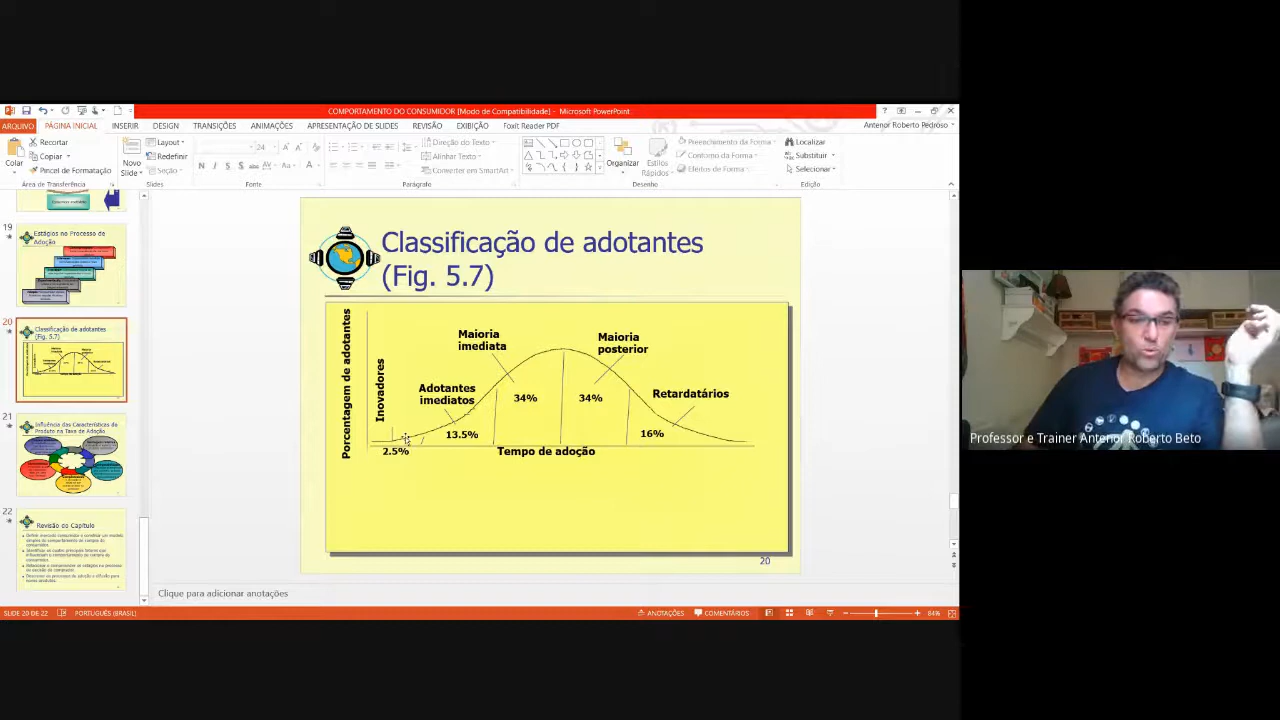 COMPORTAMENTO DO CONSUMIDOR [Modo de Compatibilidade] - Microsoft PowerPoint
ARQUIVO PÁGINA INICIAL INSERIR DESIGN TRANSIÇÕES ANIMAÇÕES APRESENTAÇÃO DE SLIDES REVISÃO EXIBIÇÃO Foxit Reader PDF Antenor Roberto Pedroso
Colar
Recortar
Copiar
Pincel de Formatação
Área de Transferência
Novo
Slide
Layout
Redefinir
Seção
Slides
24
N I S
Fonte
Direção do Texto
Alinhar Texto
Converter em SmartArt
Parágrafo
Organizar
Estilos
Rápidos
Preenchimento da Forma
Contorno da Forma
Efeitos de Forma
Desenho
Localizar
Substituir
Selecionar
Edição
19
Estágios no Processo de
Adoção
20
Classificação de adotantes
(Fig. 5.7)
21
Influência das Características do
Produto na Taxa de Adoção
22
Revisão do Capítulo
Classificação de adotantes
(Fig. 5.7)
Porcentagem de adotantes
Inovadores
Adotantes
imediatos
Maioria
imediata
Maioria
posterior
Retardatários
34%
34%
13.5%
16%
2.5%
Tempo de adoção
20
Clique para adicionar anotações
SLIDE 20 DE 22 PORTUGUÊS (BRASIL) ANOTAÇÕES COMENTÁRIOS 84%
Professor e Trainer Antenor Roberto Beto